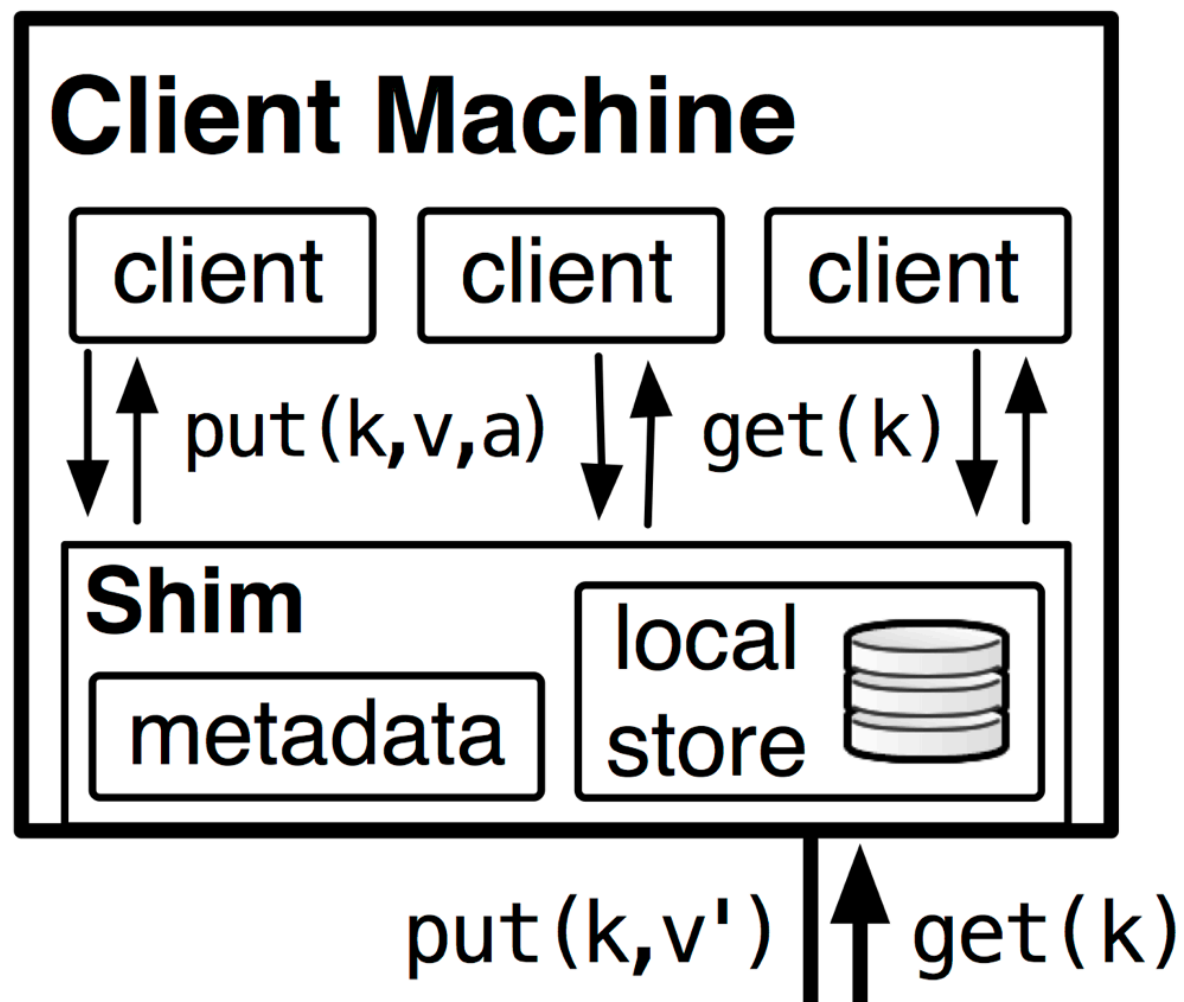 Client Machine
client client client
put(k,v,a) get(k)
Shim
local
metadata
store
put(k,v') get(k)